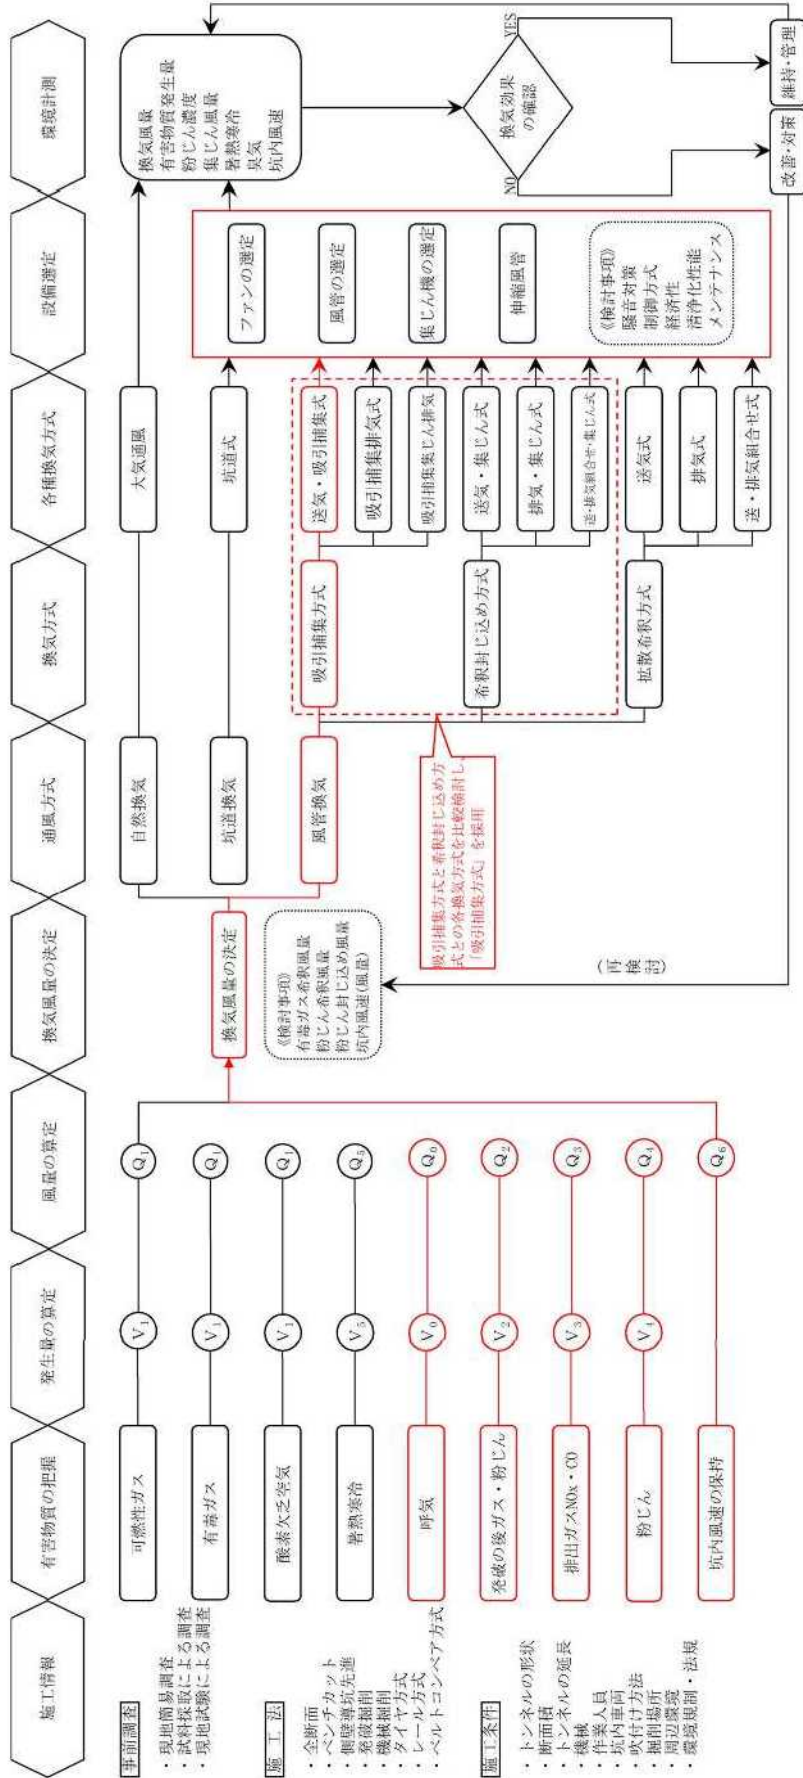 施工情報
有害物質の把握
発生量の算定
風量の算定
換気風量の決定
通風方式
換気方式
各種換気方式
設備選定
環境計測
事前調査
・現地簡易調査
・試料採取による調査
・現地試験による調査
施工法
・全断面
・ベンチカット
・側壁導坑先進
・発破掘削
・機械掘削
・タイヤ方式
・レール方式
・ベルトコンベア方式
施工条件
・トンネルの形状
・断面積
・トンネルの延長
・機械
・作業人員
・坑内車両
・吹付け方法
・掘削場所
・周辺環境
・環境規制・法規
可燃性ガス
V1
Q1
有毒ガス
V1
Q1
酸素欠乏空気
V1
Q1
暑熱寒冷
V5
Q5
呼気
V0
Q0
発破の後ガス・粉じん
V2
Q2
排出ガスNOx・CO
V3
Q3
粉じん
V4
Q4
坑内風速の保持
Q6
換気風量の決定
《検討事項》
有毒ガス希釈風量
粉じん希釈風量
粉じん封じ込め風量
坑内風速(風量)
自然換気
坑道換気
風管換気
吸引捕集方式と希釈封じ込め方
式との各換気方式を比較検討し、
「吸引捕集方式」を採用
吸引捕集方式
希釈封じ込め方式
拡散希釈方式
大気通風
坑道式
送気・吸引捕集式
吸引捕集排気式
吸引捕集集じん排気
送気・集じん式
排気・集じん式
送・排気組合せ・集じん式
送気式
排気式
送・排気組合せ式
ファンの選定
風管の選定
集じん機の選定
伸縮風管
《検討事項》
騒音対策
制御方式
経済性
清浄化性能
メンテナンス
換気風量
有害物質発生量
粉じん濃度
集じん風量
暑熱寒冷
臭気
坑内風速
換気効果
の確認
NO
YES
改善・対策
維持・管理
(再検討)